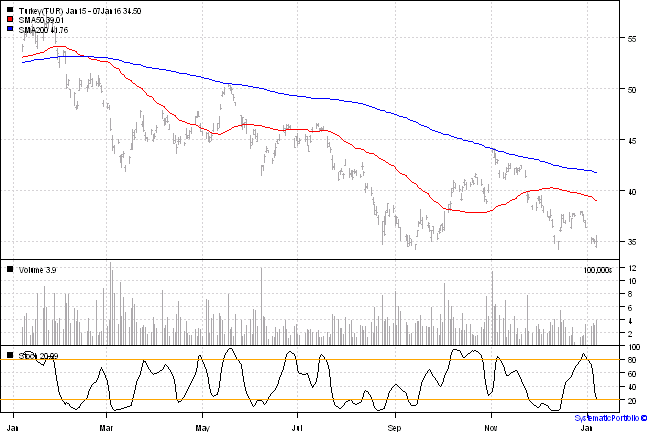 Turkey(TUR) Jan15 - 07Jan16 34.50
SMA50 39.01
SMA200 41.76
55
50
45
40
35
Volume 3.9
100,000s
12
10
8
6
4
2
Stoch 20.99
100
80
60
40
20
Jan Mar May Jul Sep Nov Jan
SystematicPortfolio ©